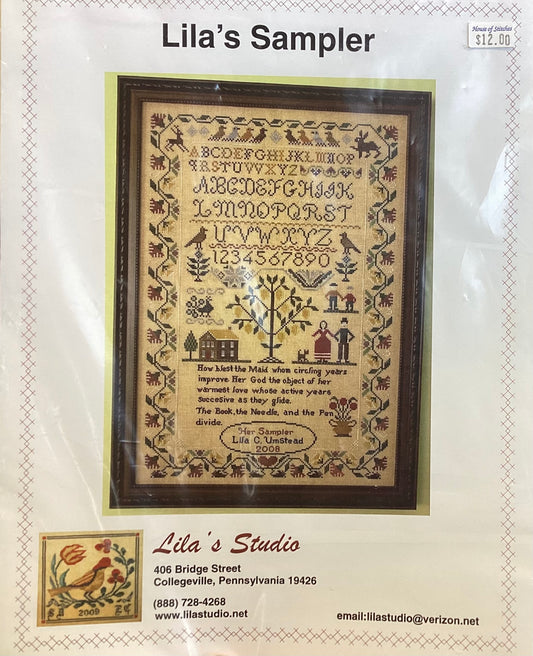 Lila's Sampler
House of Stitches
$12.00
ABCDEFGHIJKLMNOP
QRSTUVWXYZ
ABCDEFGHIJK
LMNOPQRST
UVWXYZ
1234567890
How blest the Maid whom circling years
improve Her God the object of her
warmest love whose active years
succesive as they glide.
The Book, the Needle, and the Pen
divide.
Her Sampler
Lila C. Umstead
2008
Lila's Studio
406 Bridge Street
Collegeville, Pennsylvania 19426
(888) 728-4268
www.lilastudio.net
email:lilastudio@verizon.net
2009